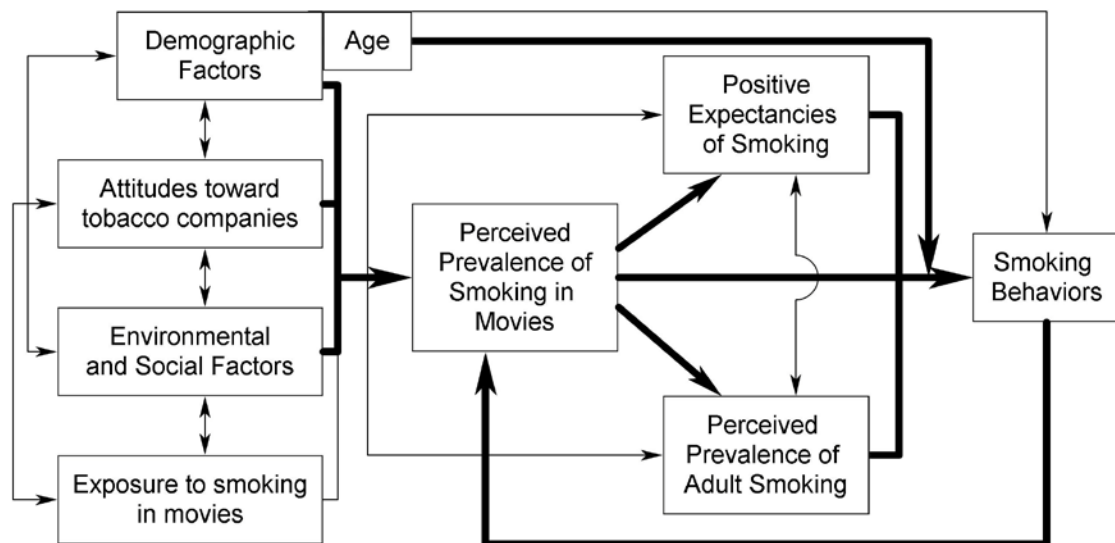 Demographic
Factors
Age
Attitudes toward
tobacco companies
Environmental
and Social Factors
Exposure to smoking
in movies
Perceived
Prevalence of
Smoking in
Movies
Positive
Expectancies
of Smoking
Perceived
Prevalence of
Adult Smoking
Smoking
Behaviors